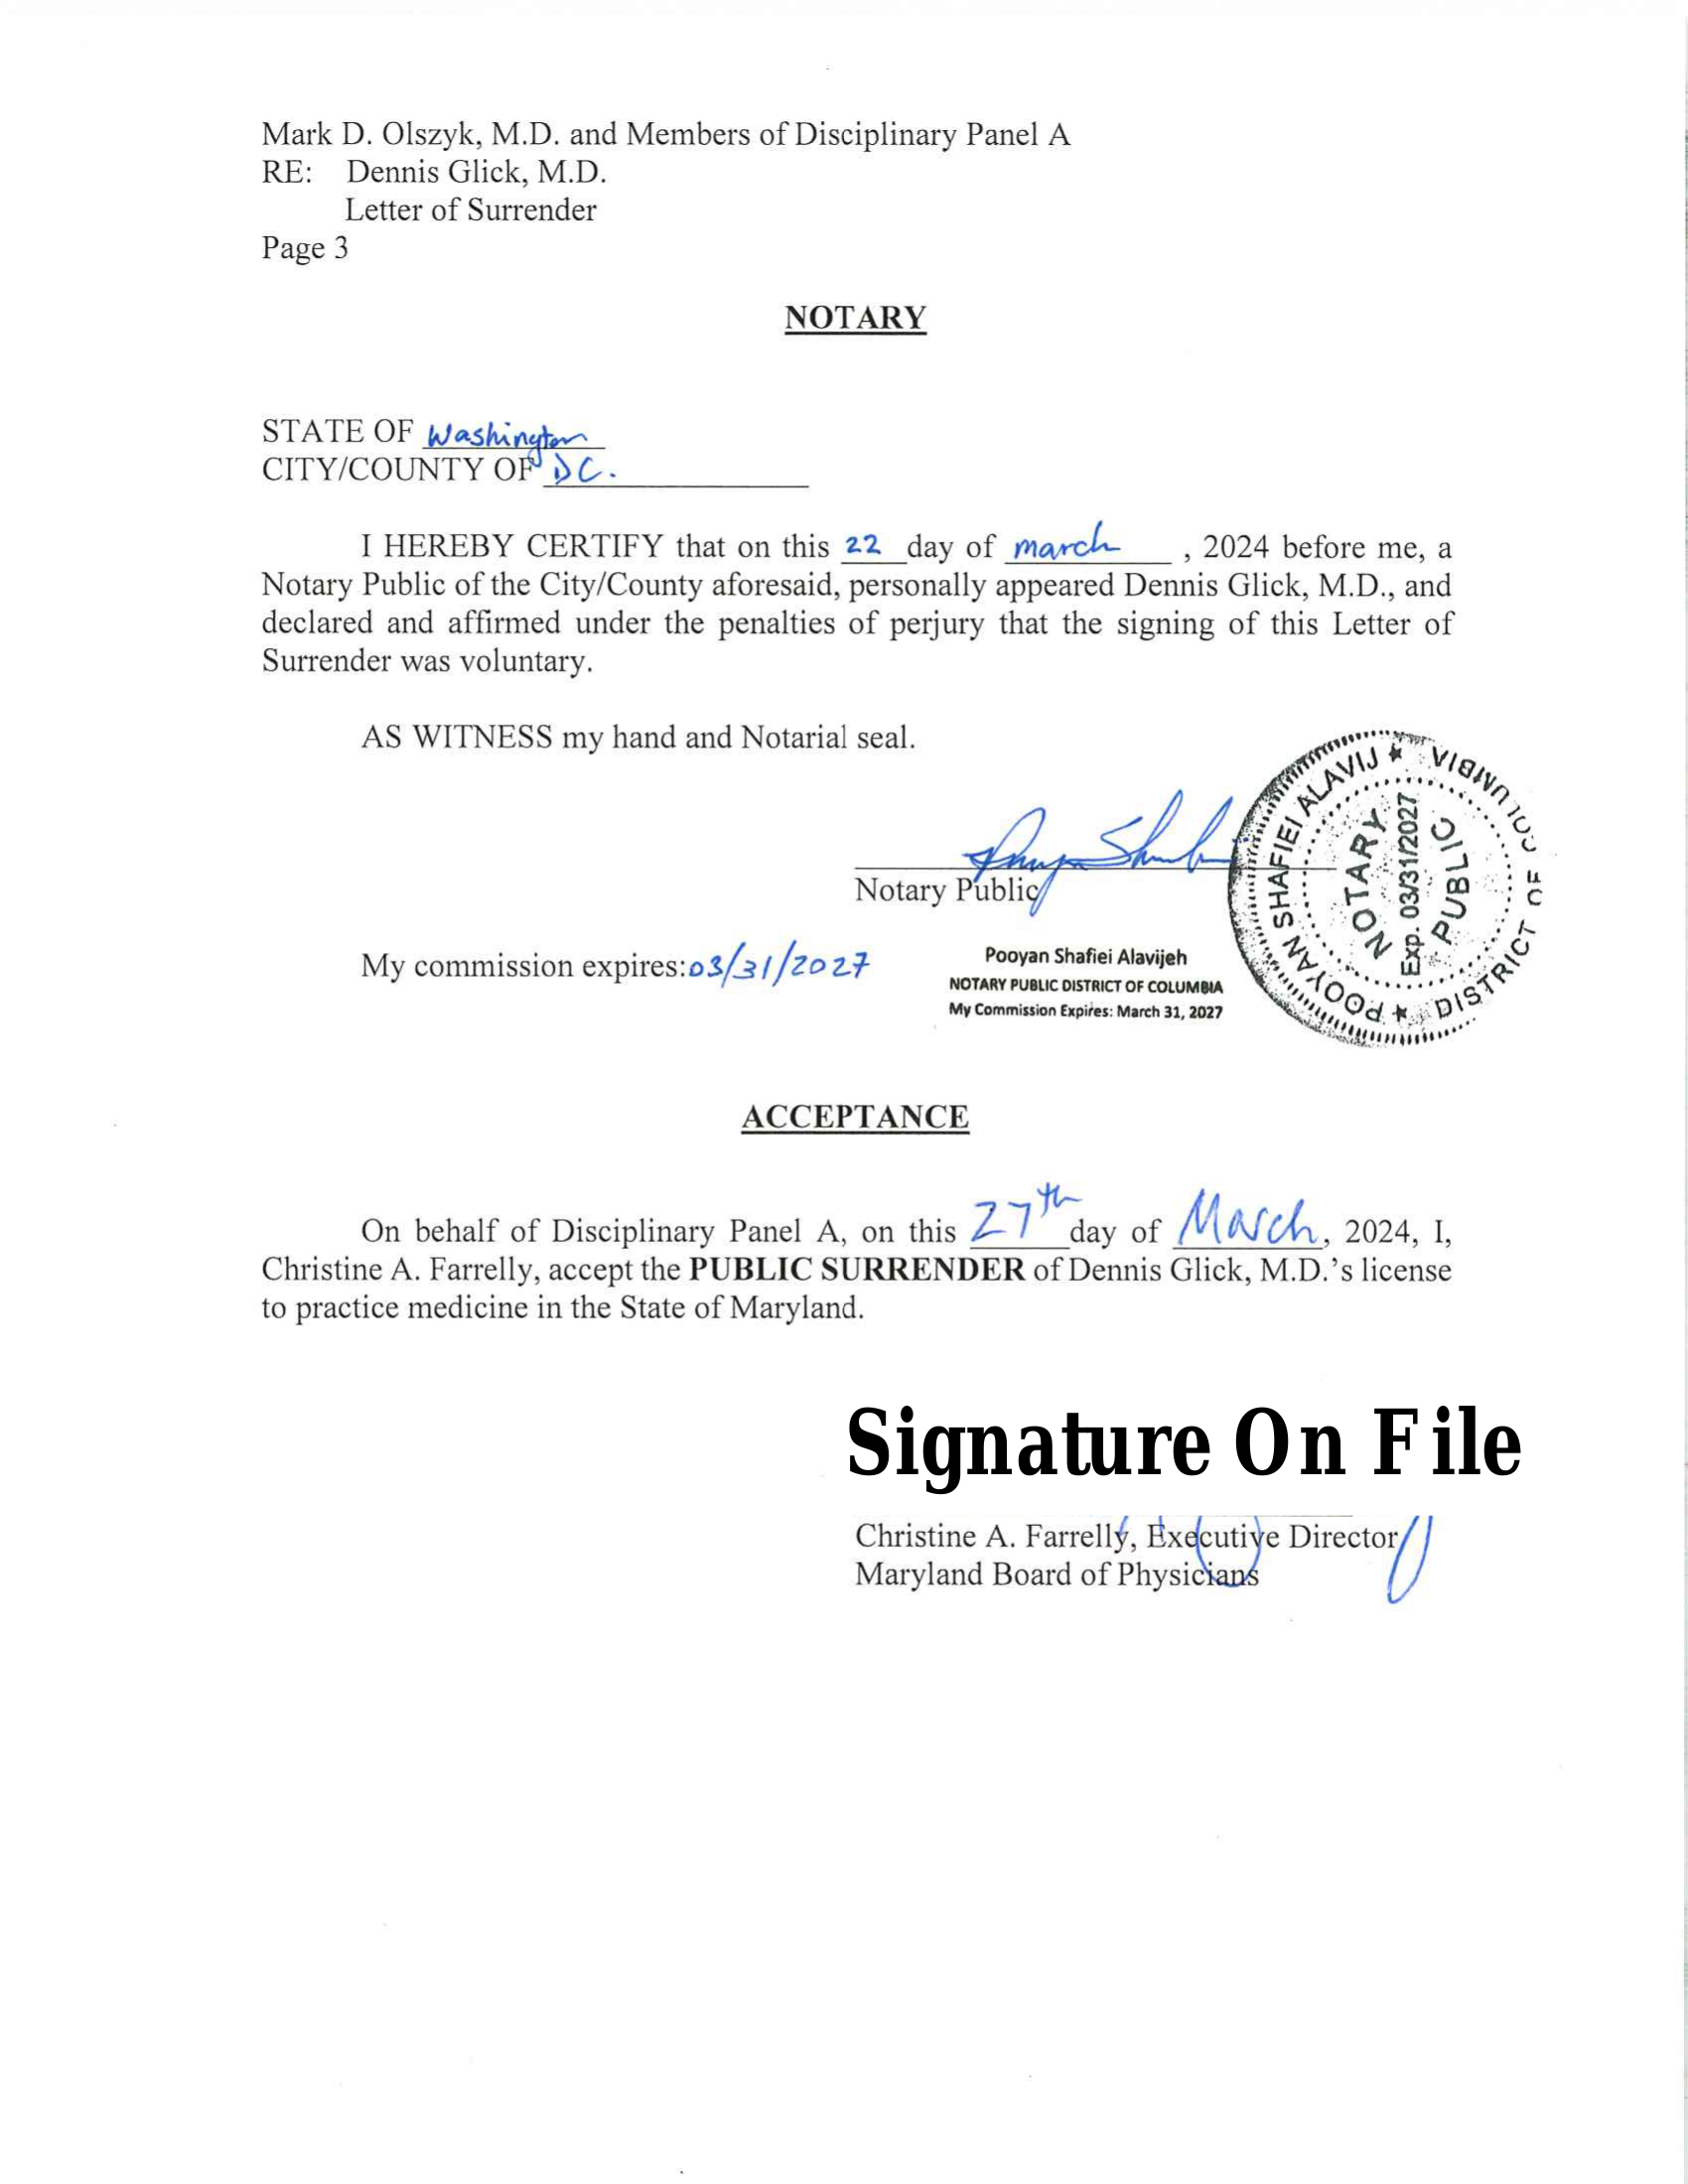 Mark D. Olszyk, M.D. and Members of Disciplinary Panel A
RE: Dennis Glick, M.D.
Letter of Surrender
Page 3
NOTARY
STATE OF Washington
CITY/COUNTY OF DC.
I HEREBY CERTIFY that on this 22 day of march , 2024 before me, a
Notary Public of the City/County aforesaid, personally appeared Dennis Glick, M.D., and
declared and affirmed under the penalties of perjury that the signing of this Letter of
Surrender was voluntary.
AS WITNESS my hand and Notarial seal.
Notary Public
My commission expires: 03/31/2027
Pooyan Shafiei Alavijeh
NOTARY PUBLIC DISTRICT OF COLUMBIA
My Commission Expires: March 31, 2027
POOYAN SHAFIEI ALAVIJ
DISTRICT OF COLUMBIA
NOTARY
Exp. 03/31/2027
PUBLIC
ACCEPTANCE
On behalf of Disciplinary Panel A, on this 27th day of March, 2024, I,
Christine A. Farrelly, accept the PUBLIC SURRENDER of Dennis Glick, M.D.'s license
to practice medicine in the State of Maryland.
Signature On File
Christine A. Farrelly, Executive Director
Maryland Board of Physicians